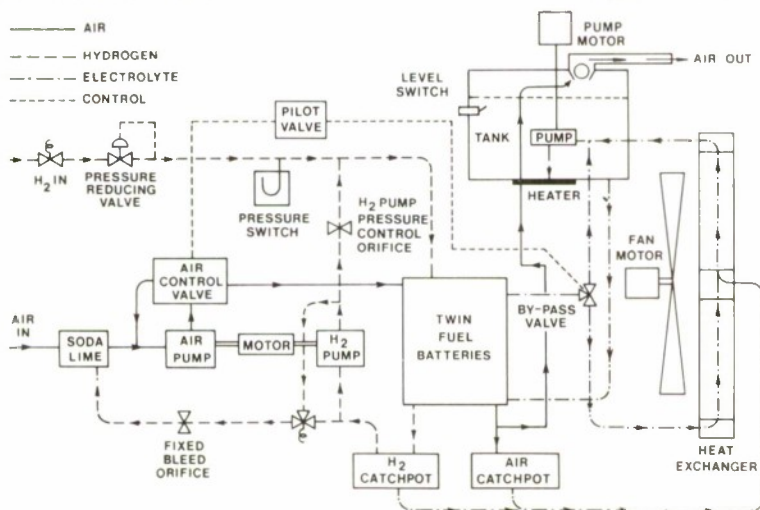 AIR
HYDROGEN
ELECTROLYTE
CONTROL
PUMP
MOTOR
AIR OUT
LEVEL
SWITCH
PILOT
VALVE
TANK
PUMP
H2 IN
PRESSURE
REDUCING
VALVE
PRESSURE
SWITCH
H2 PUMP
PRESSURE
CONTROL
ORIFICE
HEATER
FAN
MOTOR
AIR
CONTROL
VALVE
AIR
IN
SODA
LIME
AIR
PUMP
MOTOR
H2
PUMP
TWIN
FUEL
BATTERIES
BY-PASS
VALVE
FIXED
BLEED
ORIFICE
H2
CATCHPOT
AIR
CATCHPOT
HEAT
EXCHANGER